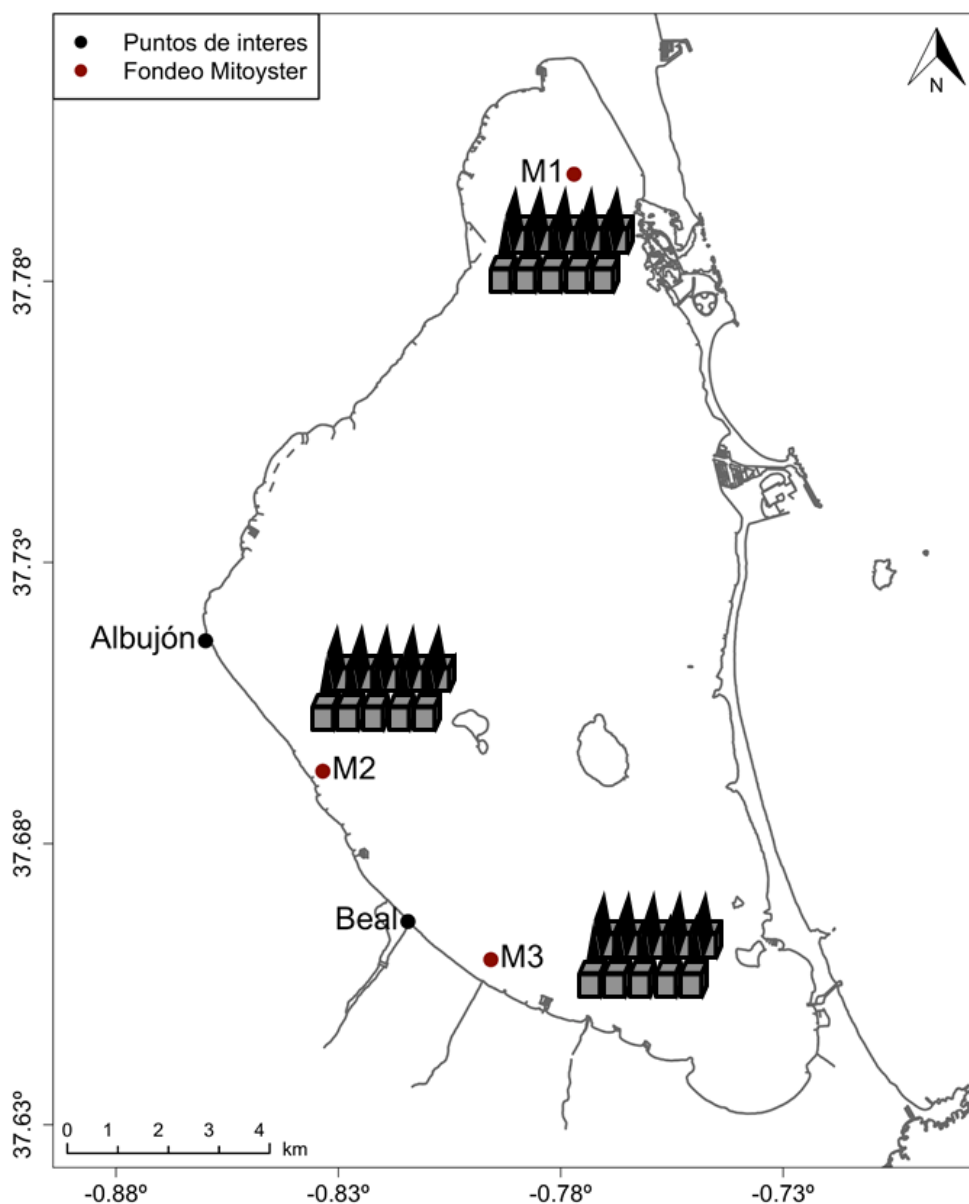 Puntos de interes
Fondeo Mitoyster
N
M1
37.78º
37.73º
Albujón
M2
37.68º
Beal
M3
37.63º
0 1 2 3 4
km
-0.88º -0.83º -0.78º -0.73º